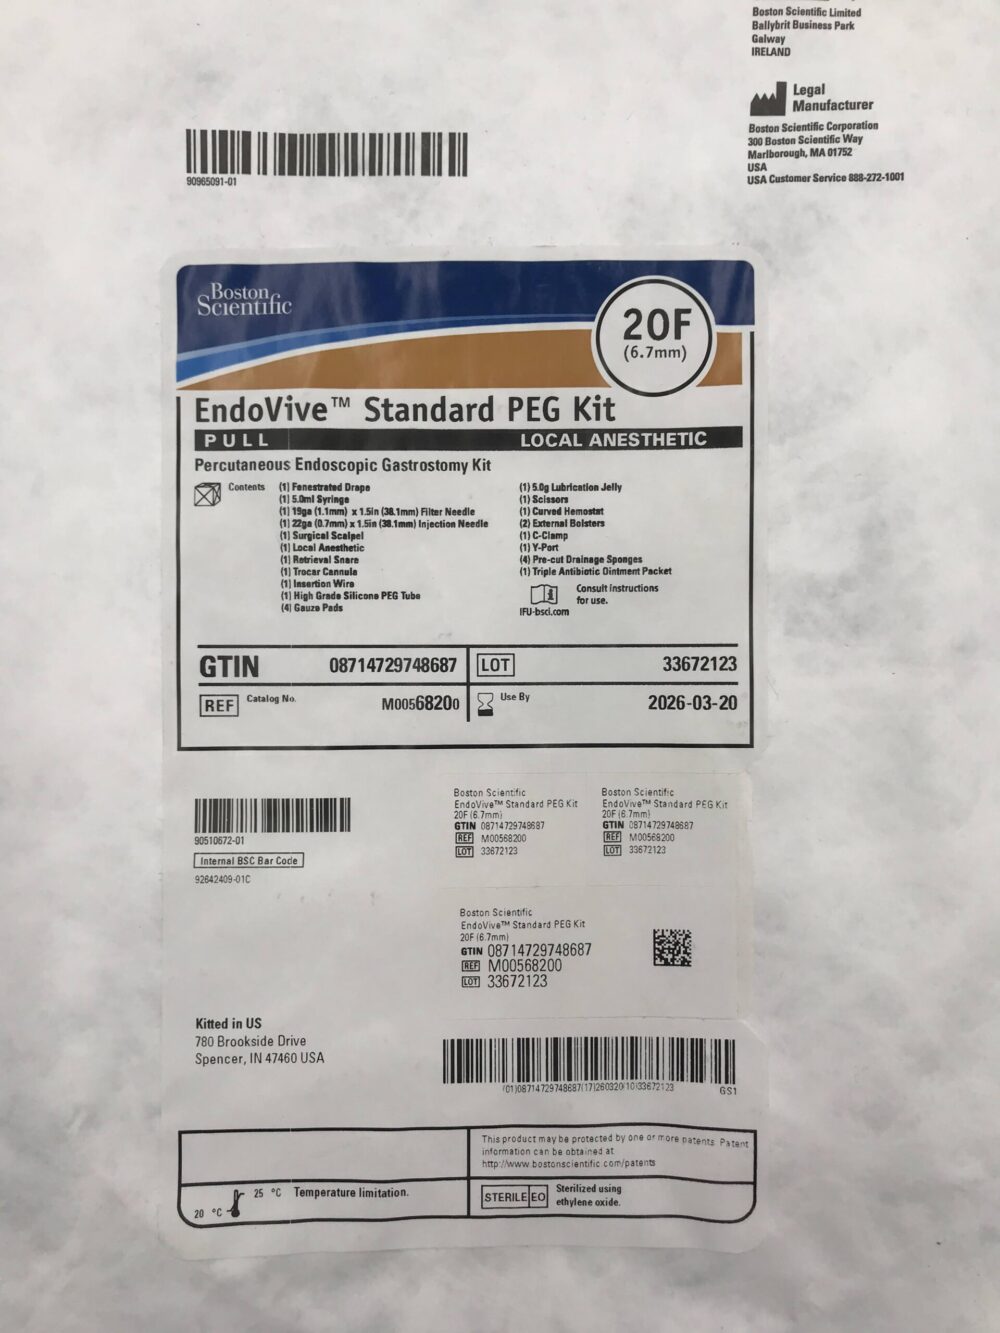 Boston Scientific Limited
Ballybrit Business Park
Galway
IRELAND
Legal
Manufacturer
Boston Scientific Corporation
300 Boston Scientific Way
Marlborough, MA 01752
USA
USA Customer Service 888-272-1001
90965091-01
Boston
Scientific
20F
(6.7mm)
EndoVive™ Standard PEG Kit
PULL LOCAL ANESTHETIC
Percutaneous Endoscopic Gastrostomy Kit
Contents
(1) Fenestrated Drape
(1) 5.0ml Syringe
(1) 19ga (1.1mm) x 1.5in (38.1mm) Filter Needle
(1) 22ga (0.7mm) x 1.5in (38.1mm) Injection Needle
(1) Surgical Scalpel
(1) Local Anesthetic
(1) Retrieval Snare
(1) Trocar Cannula
(1) Insertion Wire
(1) High Grade Silicone PEG Tube
(4) Gauze Pads
(1) 5.0g Lubrication Jelly
(1) Scissors
(1) Curved Hemostat
(2) External Bolsters
(1) C-Clamp
(1) Y-Port
(4) Pre-cut Drainage Sponges
(1) Triple Antibiotic Ointment Packet
Consult instructions
for use.
IFU-bsci.com
GTIN 08714729748687
LOT 33672123
REF Catalog No. M00568200
Use By 2026-03-20
90510672-01
Internal BSC Bar Code
92642409-01C
Boston Scientific
EndoVive™ Standard PEG Kit
20F (6.7mm)
GTIN 08714729748687
REF M00568200
LOT 33672123
Boston Scientific
EndoVive™ Standard PEG Kit
20F (6.7mm)
GTIN 08714729748687
REF M00568200
LOT 33672123
Boston Scientific
EndoVive™ Standard PEG Kit
20F (6.7mm)
GTIN 08714729748687
REF M00568200
LOT 33672123
Kitted in US
780 Brookside Drive
Spencer, IN 47460 USA
(01)08714729748687(17)260320(10)33672123
GS1
This product may be protected by one or more patents. Patent
information can be obtained at
http://www.bostonscientific.com/patents
25 °C Temperature limitation.
20 °C
STERILE EO
Sterilized using
ethylene oxide.